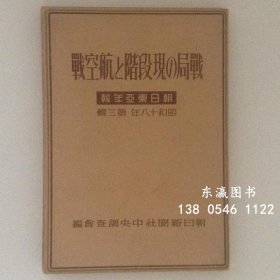 戰空航と階段現の局戰
報年亞東日朝
輯三第 年八十和昭
东瀛图书
138 0546 1122
編會査調央中社聞新日朝